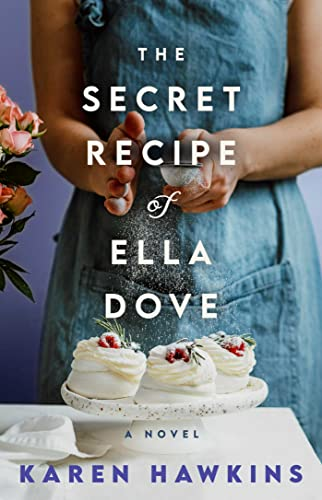 THE
SECRET
RECIPE
of
ELLA
DOVE
A NOVEL
KAREN HAWKINS